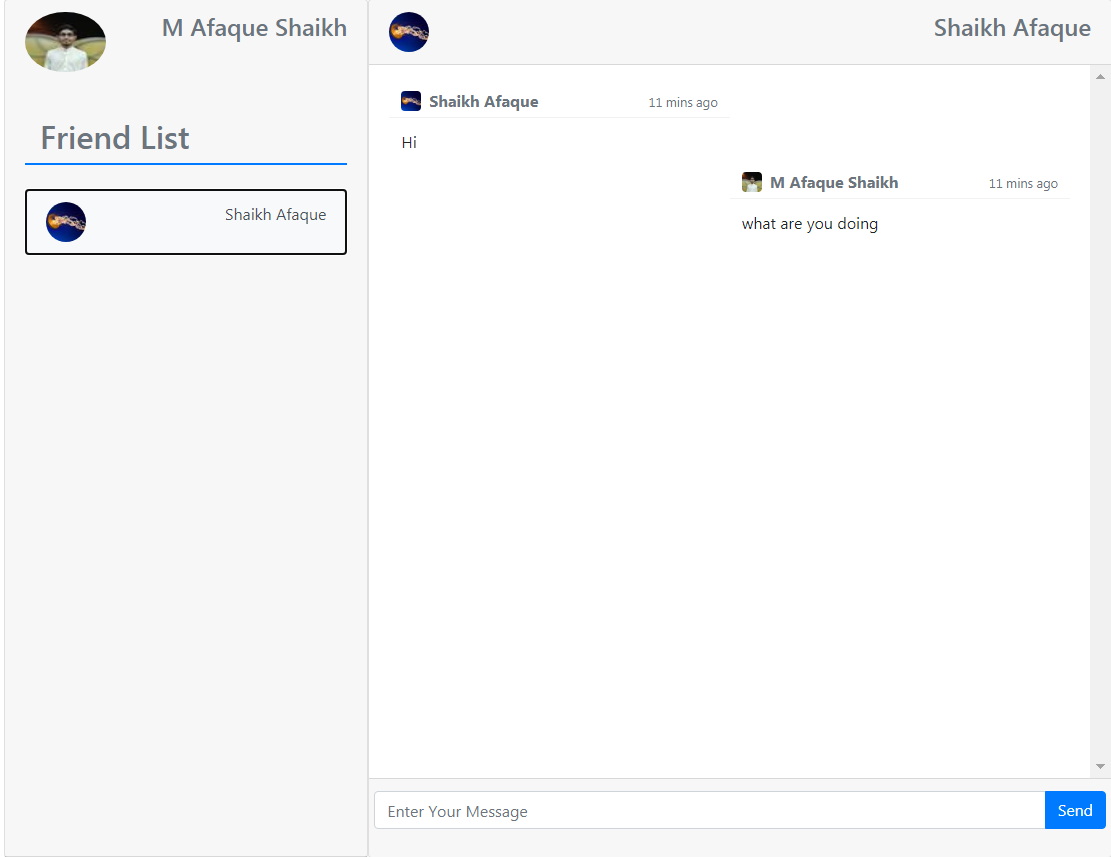 M Afaque Shaikh
Friend List
Shaikh Afaque
Shaikh Afaque
Shaikh Afaque 11 mins ago
Hi
M Afaque Shaikh 11 mins ago
what are you doing
Enter Your Message Send